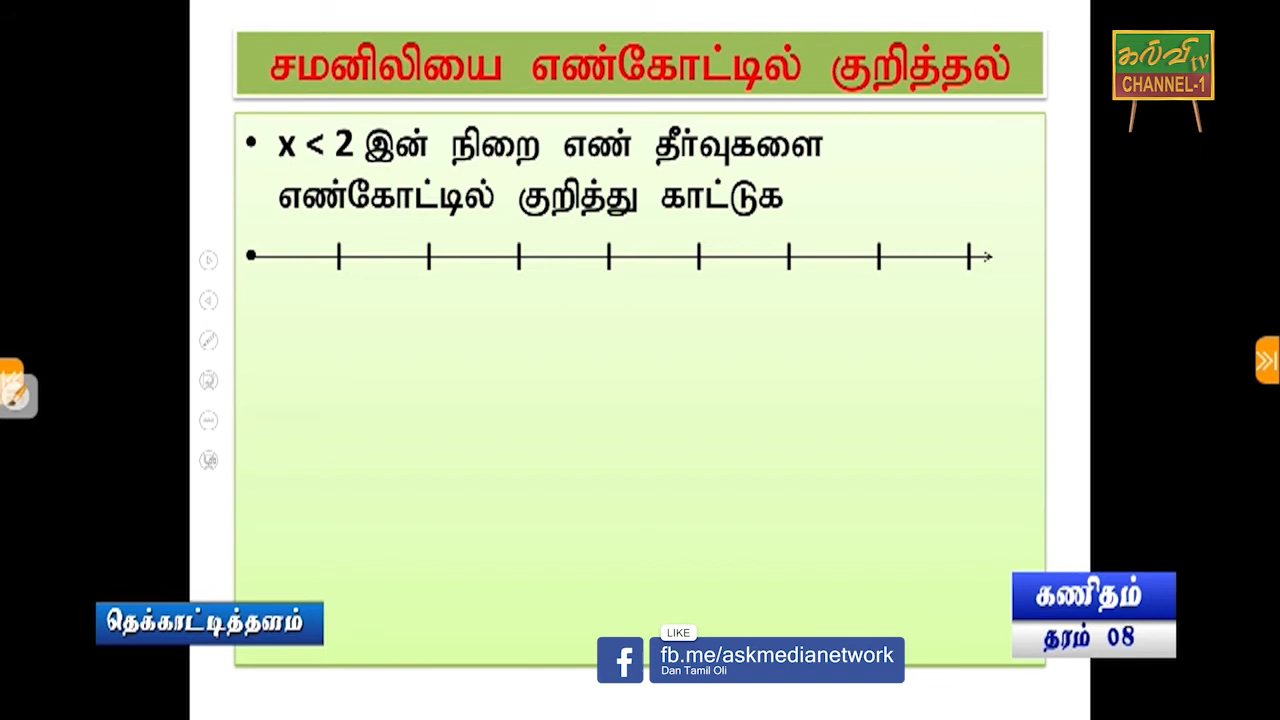 சமனிலியை எண்கோட்டில் குறித்தல்
கல்வி TV
CHANNEL-1
• x < 2 இன் நிறை எண் தீர்வுகளை
எண்கோட்டில் குறித்து காட்டுக
தெக்காட்டித்தளம்
கணிதம்
தரம் 08
LIKE
fb.me/askmedianetwork
Dan Tamil Oli